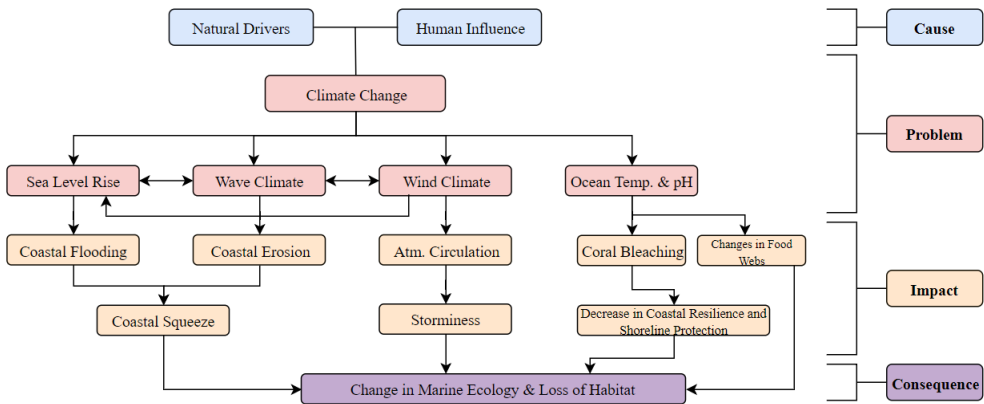 Natural Drivers
Human Influence
Cause
Climate Change
Problem
Sea Level Rise
Wave Climate
Wind Climate
Ocean Temp. & pH
Coastal Flooding
Coastal Erosion
Atm. Circulation
Coral Bleaching
Changes in Food
Webs
Impact
Coastal Squeeze
Storminess
Decrease in Coastal Resilience and
Shoreline Protection
Change in Marine Ecology & Loss of Habitat
Consequence